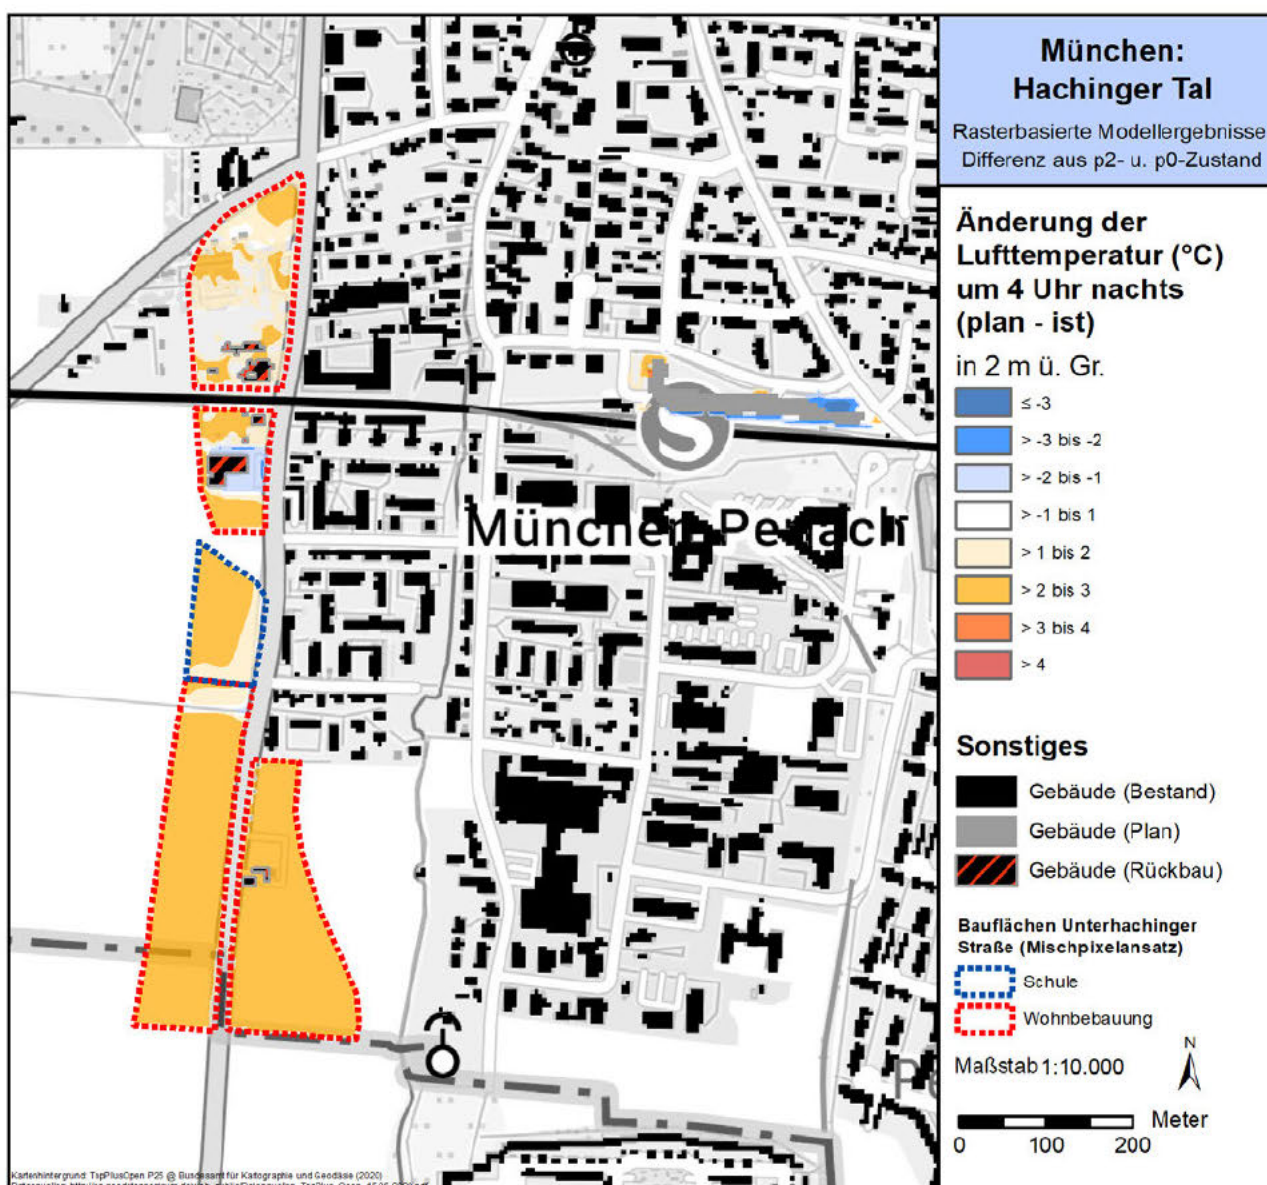 München:
Hachinger Tal
Rasterbasierte Modellergebnisse
Differenz aus p2- u. p0-Zustand
Änderung der
Lufttemperatur (°C)
um 4 Uhr nachts
(plan - ist)
in 2 m ü. Gr.
≤ -3
> -3 bis -2
> -2 bis -1
> -1 bis 1
> 1 bis 2
> 2 bis 3
> 3 bis 4
> 4
Sonstiges
Gebäude (Bestand)
Gebäude (Plan)
Gebäude (Rückbau)
Bauflächen Unterhachinger
Straße (Mischpixelansatz)
Schule
Wohnbebauung
N
Maßstab 1:10.000
Meter
0 100 200
S
München-Perlach
Kartenhintergrund: TopPlusOpen P25 @ Bundesamt für Kartographie und Geodäse (2020)